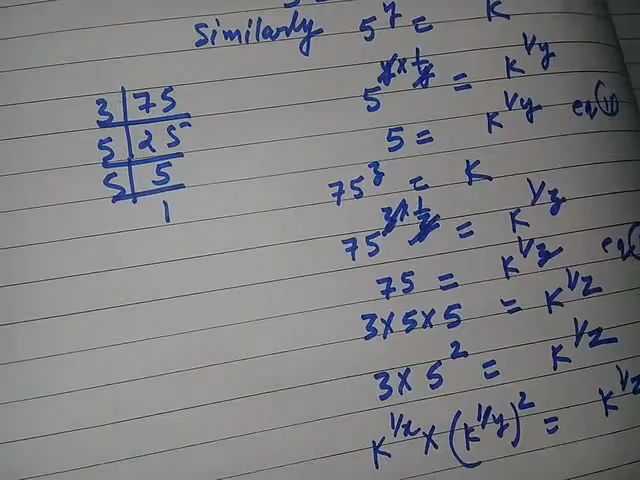 Similarly 5^y = K
5^(y×1/y) = K^(1/y)
5 = K^(1/y) eq(ii)
75^z = K
75^(z×1/z) = K^(1/z)
75 = K^(1/z) eq(
3×5×5 = K^(1/z)
3×5^2 = K^(1/z)
K^(1/x) × (K^(1/y))^2 = K^(1/z)
3 | 75
5 | 25
5 | 5
1